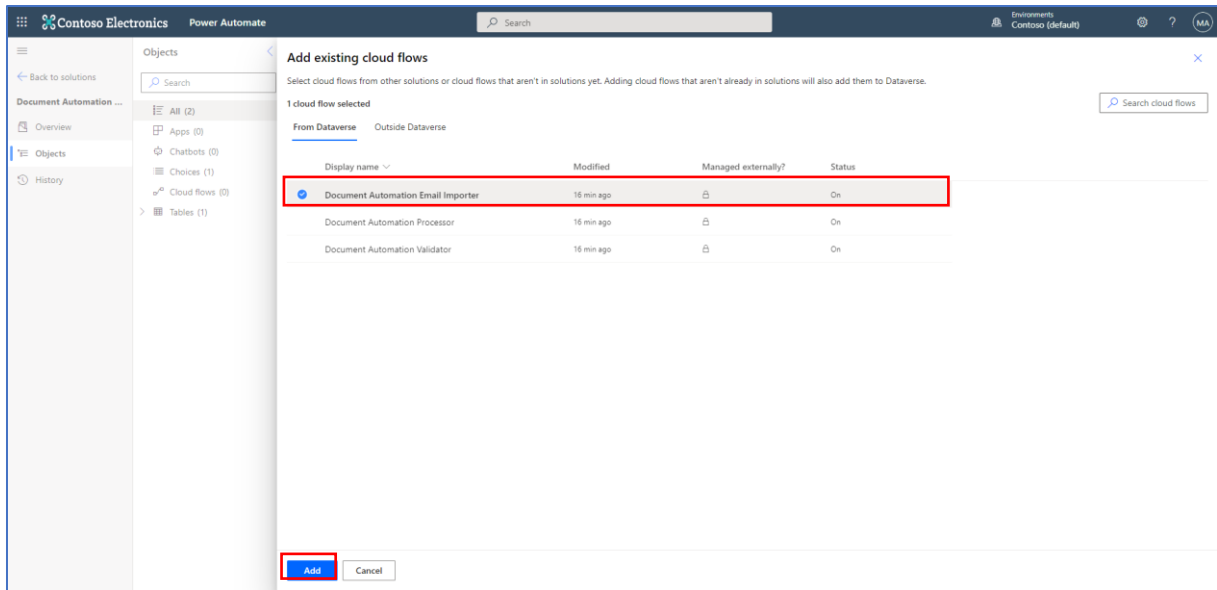 Contoso Electronics Power Automate
Search
Environments
Contoso (default)
MA
Back to solutions
Document Automation ...
Overview
Objects
History
Objects
Search
All (2)
Apps (0)
Chatbots (0)
Choices (1)
Cloud flows (0)
Tables (1)
Add existing cloud flows
Select cloud flows from other solutions or cloud flows that aren't in solutions yet. Adding cloud flows that aren't already in solutions will also add them to Dataverse.
1 cloud flow selected
Search cloud flows
From Dataverse Outside Dataverse
Display name Modified Managed externally? Status
Document Automation Email Importer 16 min ago On
Document Automation Processor 16 min ago On
Document Automation Validator 16 min ago On
Add Cancel